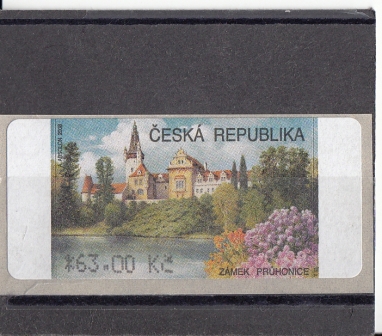 ČESKÁ REPUBLIKA
*63.00 Kč
ZÁMEK PRŮHONICE